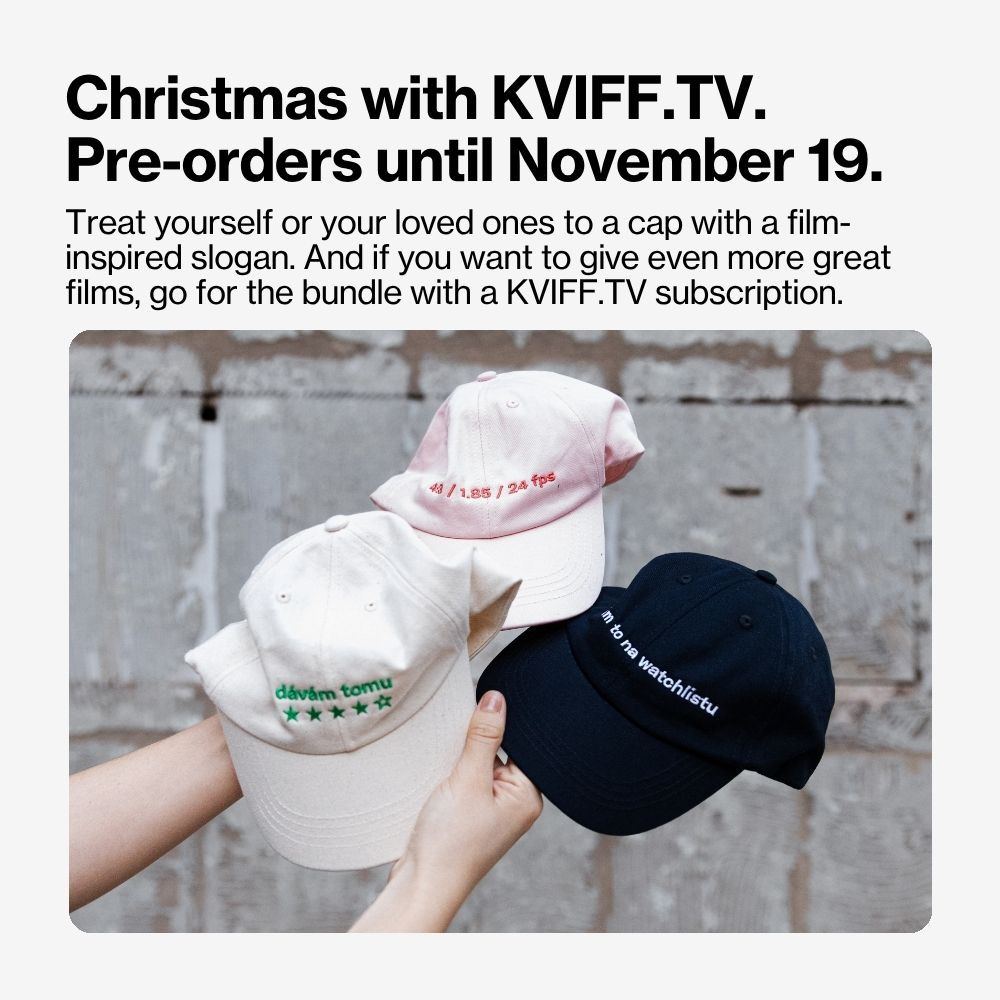 Christmas with KVIFF.TV.
Pre-orders until November 19.
Treat yourself or your loved ones to a cap with a film-
inspired slogan. And if you want to give even more great
films, go for the bundle with a KVIFF.TV subscription.
/ 1.85 / 24 fps
dávám tomu
★★★★☆
to na watchlistu